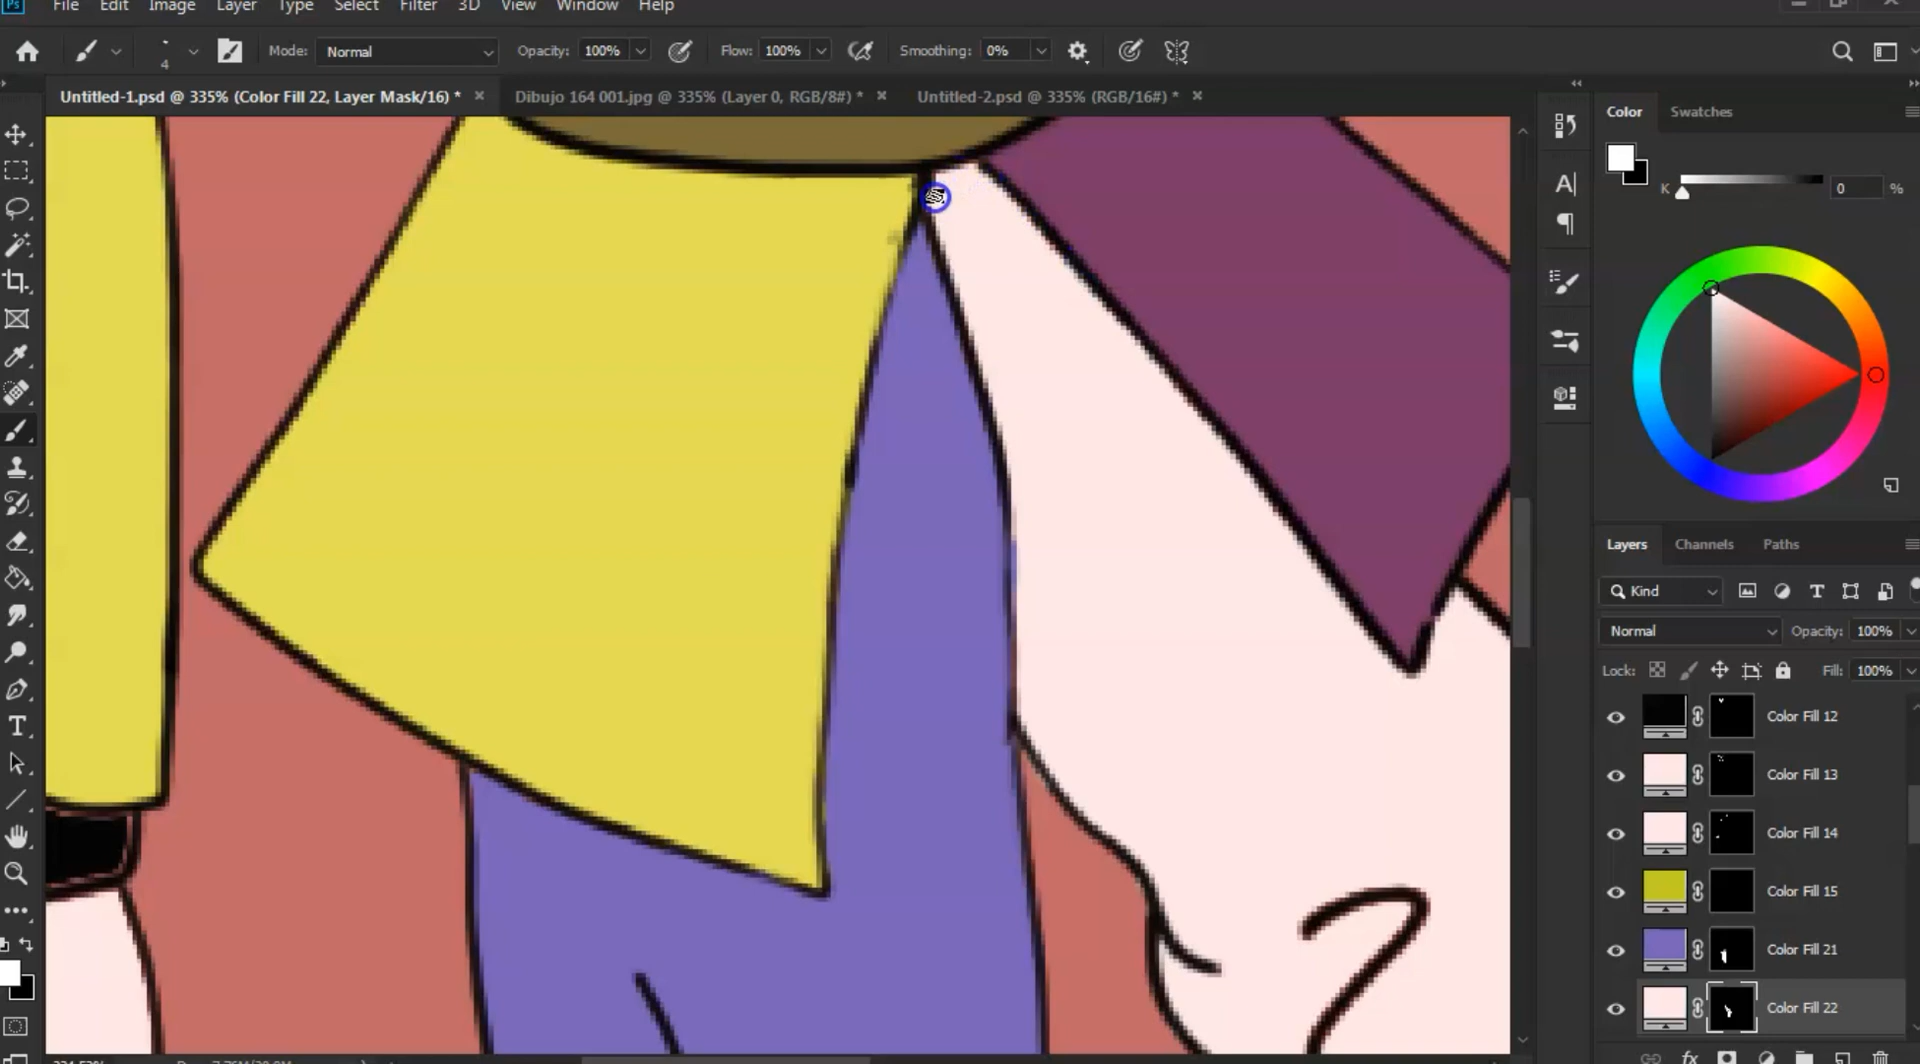 Ps File Edit Image Layer Type Select Filter 3D View Window Help
4 Mode: Normal Opacity: 100% Flow: 100% Smoothing: 0%
Untitled-1.psd @ 335% (Color Fill 22, Layer Mask/16) * × Dibujo 164 001.jpg @ 335% (Layer 0, RGB/8#) * × Untitled-2.psd @ 335% (RGB/16#) * ×
Color Swatches
K 0 %
Layers Channels Paths
Kind
Normal Opacity: 100%
Lock: Fill: 100%
Color Fill 12
Color Fill 13
Color Fill 14
Color Fill 15
Color Fill 21
Color Fill 22
fx